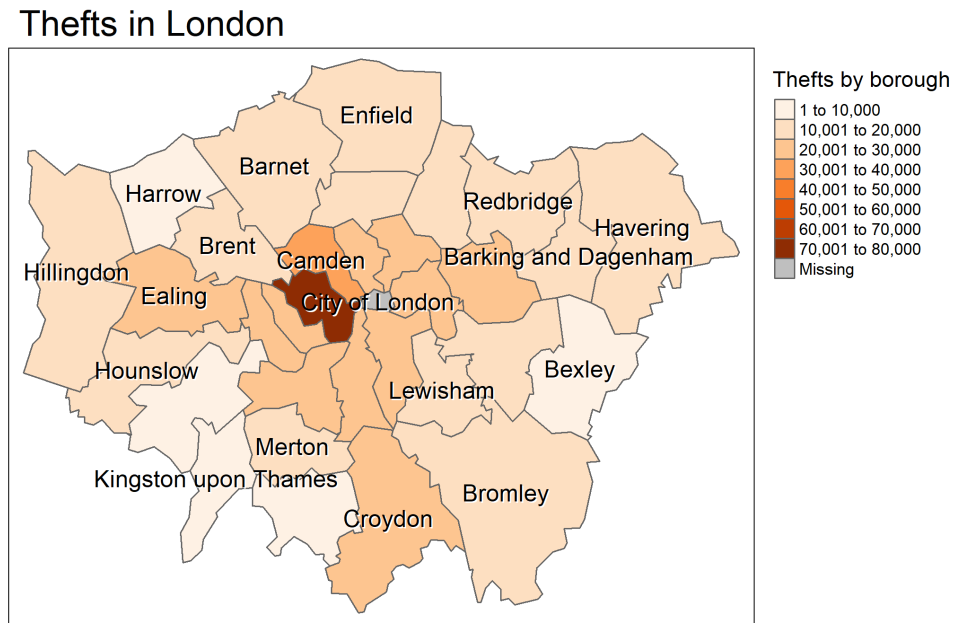 Thefts in London
Thefts by borough
1 to 10,000
10,001 to 20,000
20,001 to 30,000
30,001 to 40,000
40,001 to 50,000
50,001 to 60,000
60,001 to 70,000
70,001 to 80,000
Missing
Enfield
Barnet
Harrow
Redbridge
Havering
Brent
Camden
Barking and Dagenham
Hillingdon
Ealing
City of London
Hounslow
Bexley
Lewisham
Merton
Kingston upon Thames
Bromley
Croydon